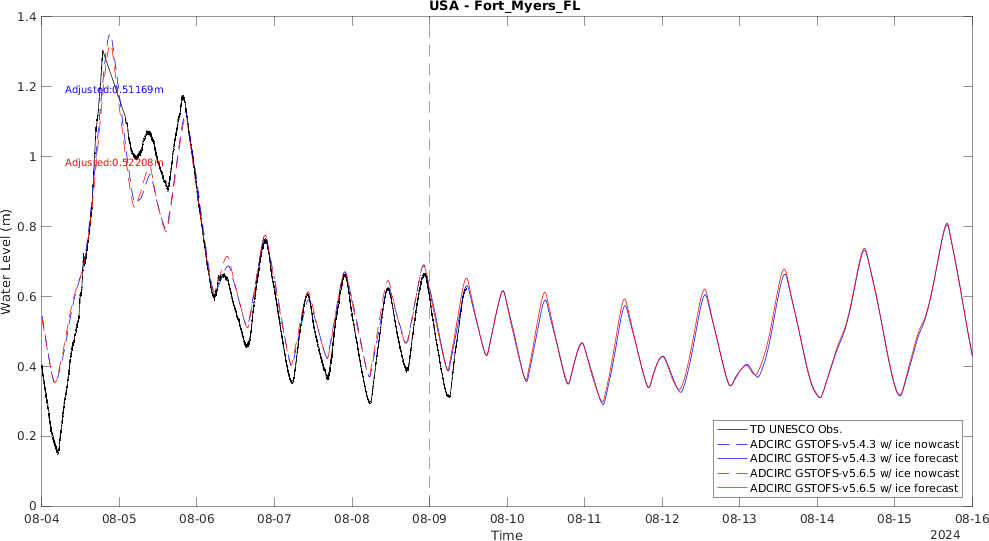 USA - Fort_Myers_FL
1.4
1.2
1
0.8
0.6
0.4
0.2
0
Water Level (m)
Adjusted:0.51169m
Adjusted:0.52208m
TD UNESCO Obs.
ADCIRC GSTOFS-v5.4.3 w/ ice nowcast
ADCIRC GSTOFS-v5.4.3 w/ ice forecast
ADCIRC GSTOFS-v5.6.5 w/ ice nowcast
ADCIRC GSTOFS-v5.6.5 w/ ice forecast
08-04 08-05 08-06 08-07 08-08 08-09 08-10 08-11 08-12 08-13 08-14 08-15 08-16
Time
2024